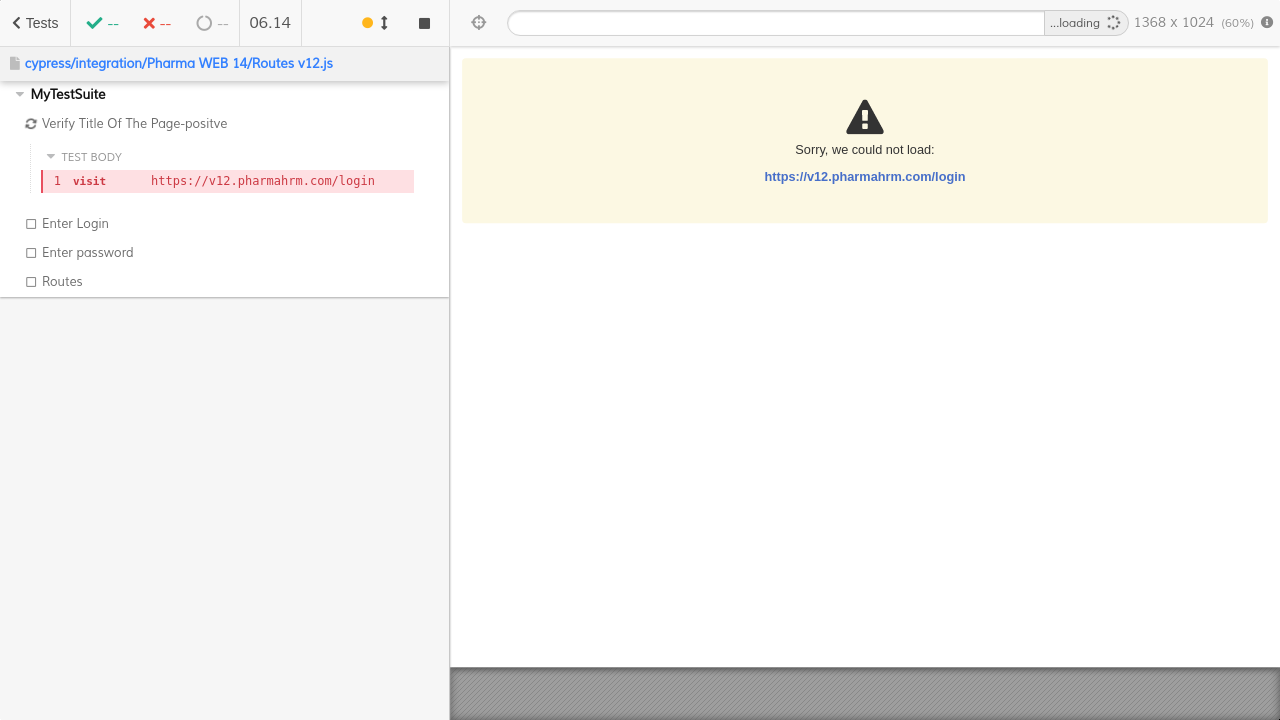 Tests
--
--
--
06.14
...loading
1368 x 1024 (60%)
cypress/integration/Pharma WEB 14/Routes v12.js
MyTestSuite
Verify Title Of The Page-positve
TEST BODY
1 visit https://v12.pharmahrm.com/login
Enter Login
Enter password
Routes
Sorry, we could not load:
https://v12.pharmahrm.com/login